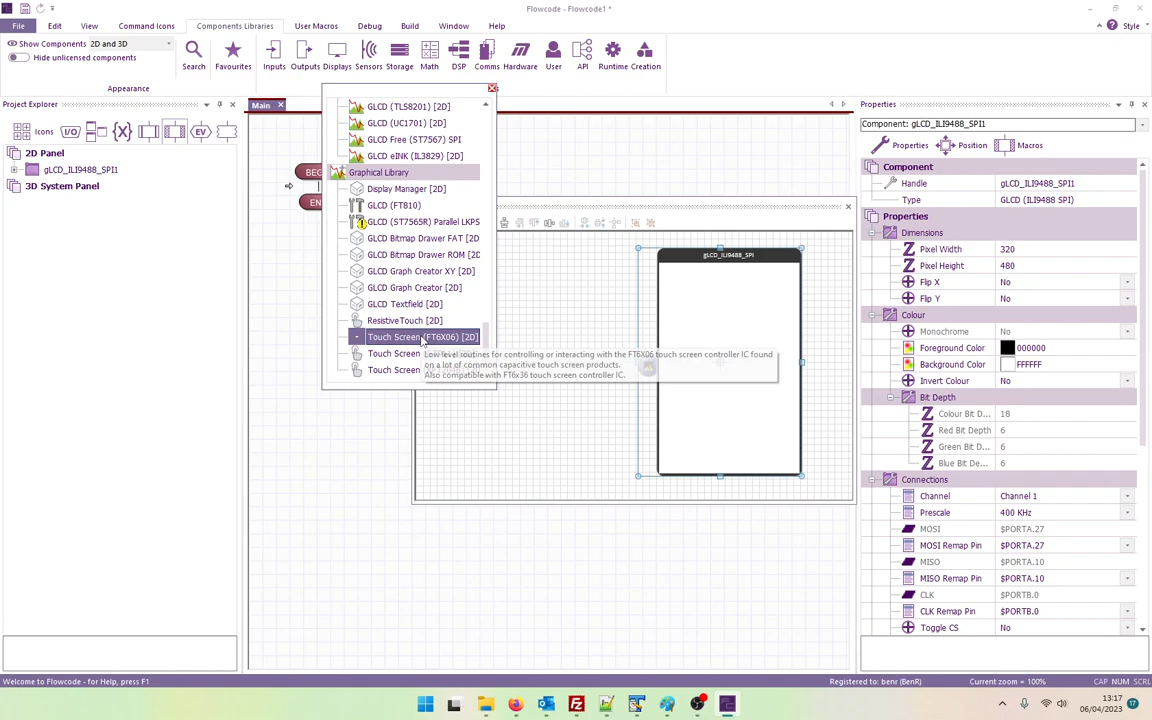 Flowcode - Flowcode1 *
File Edit View Command Icons Components Libraries User Macros Debug Build Window Help Style
Show Components 2D and 3D
Hide unlicensed components
Search Favourites Inputs Outputs Displays Sensors Storage Math DSP Comms Hardware User API Runtime Creation
Appearance
Project Explorer
Icons I/O {X} EV
2D Panel
gLCD_ILI9488_SPI1
3D System Panel
Main
GLCD (TLS8201) [2D]
GLCD (UC1701) [2D]
GLCD Free (ST7567) SPI
GLCD eINK (IL3829) [2D]
Graphical Library
Display Manager [2D]
GLCD (FT810)
GLCD (ST7565R) Parallel LKPS
GLCD Bitmap Drawer FAT [2D
GLCD Bitmap Drawer ROM [2D
GLCD Graph Creator XY [2D]
GLCD Graph Creator [2D]
GLCD Textfield [2D]
ResistiveTouch [2D]
Touch Screen (FT6X06) [2D]
Touch Screen
Touch Screen
Low-level routines for controlling or interacting with the FT6X06 touch screen controller IC found
on a lot of common capacitive touch screen products.
Also compatible with FT6x36 touch screen controller IC.
BEG
EN
gLCD_ILI9488_SPI
Properties
Component: gLCD_ILI9488_SPI1
Properties Position Macros
Component
Handle gLCD_ILI9488_SPI1
Type GLCD (ILI9488 SPI)
Properties
Dimensions
Pixel Width 320
Pixel Height 480
Flip X No
Flip Y No
Colour
Monochrome No
Foreground Color 000000
Background Color FFFFFF
Invert Colour No
Bit Depth
Colour Bit D... 18
Red Bit Depth 6
Green Bit D... 6
Blue Bit De... 6
Connections
Channel Channel 1
Prescale 400 KHz
MOSI $PORTA.27
MOSI Remap Pin $PORTA.27
MISO $PORTA.10
MISO Remap Pin $PORTA.10
CLK $PORTB.0
CLK Remap Pin $PORTB.0
Toggle CS No
Welcome to Flowcode - for Help, press F1
Registered to: benr (BenR)
Current zoom = 100%
CAP NUM SCRL
13:17
06/04/2023